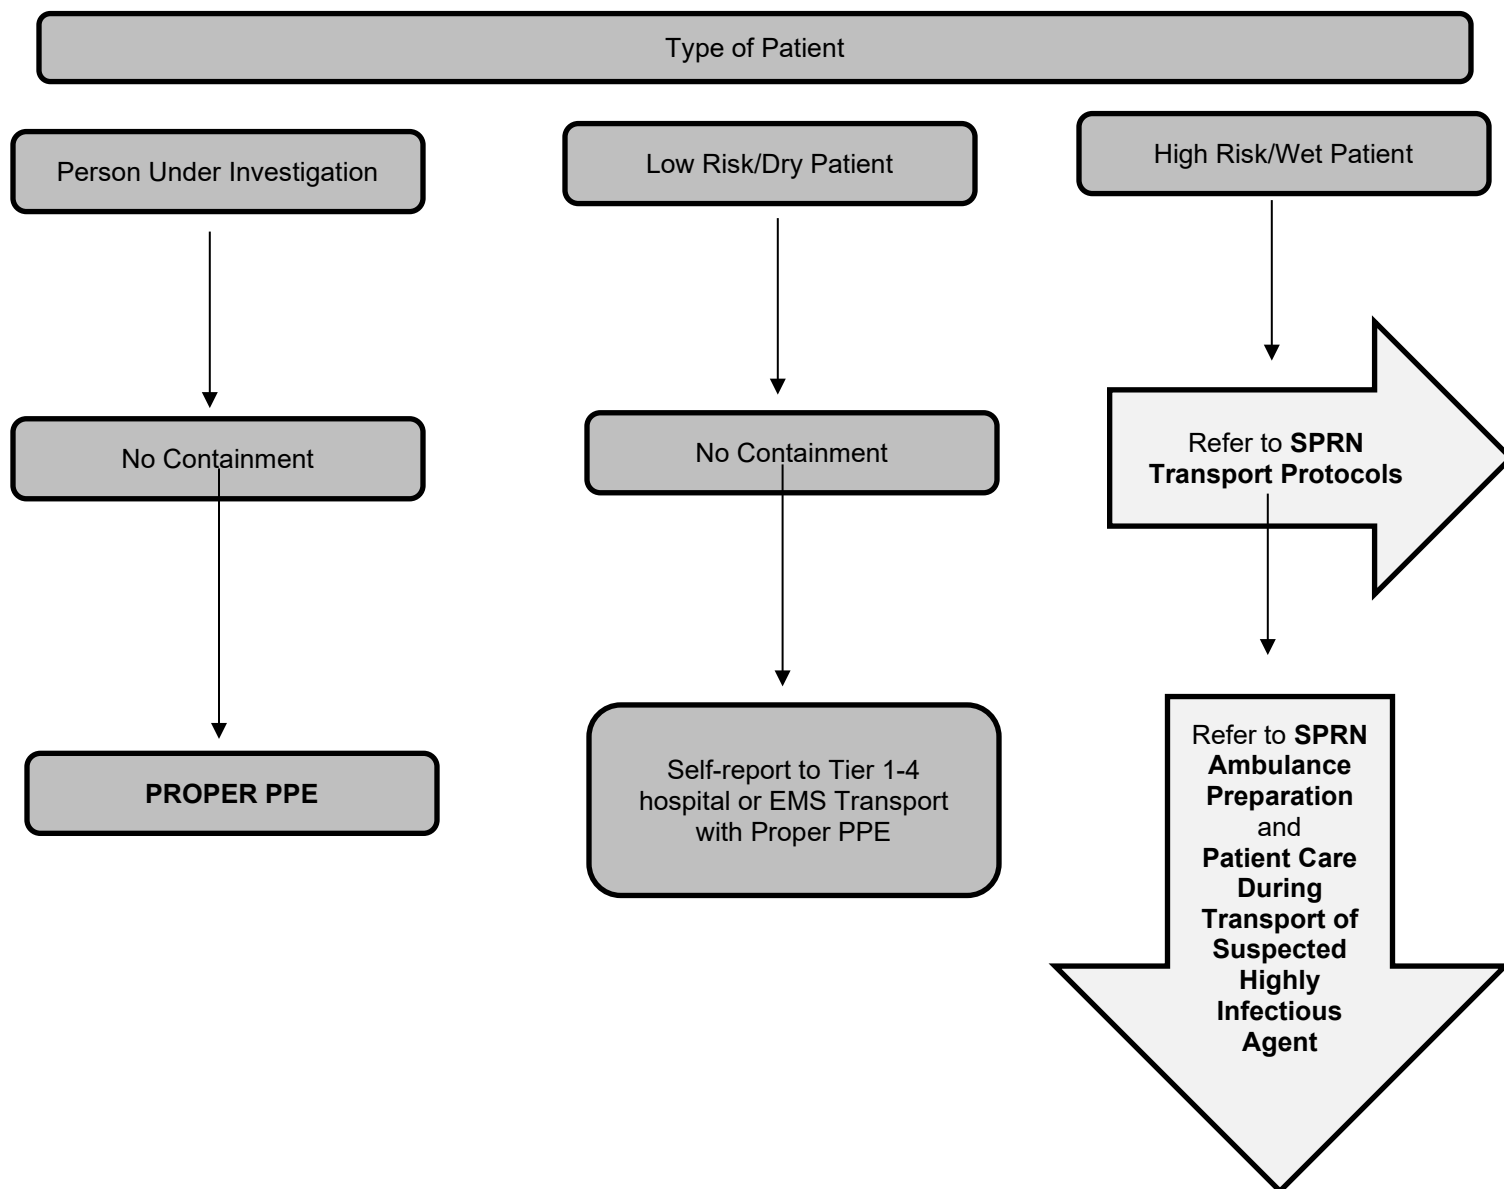 Type of Patient
Person Under Investigation
Low Risk/Dry Patient
High Risk/Wet Patient
No Containment
No Containment
Refer to SPRN
Transport Protocols
PROPER PPE
Self-report to Tier 1-4
hospital or EMS Transport
with Proper PPE
Refer to SPRN
Ambulance
Preparation
and
Patient Care
During
Transport of
Suspected
Highly
Infectious
Agent